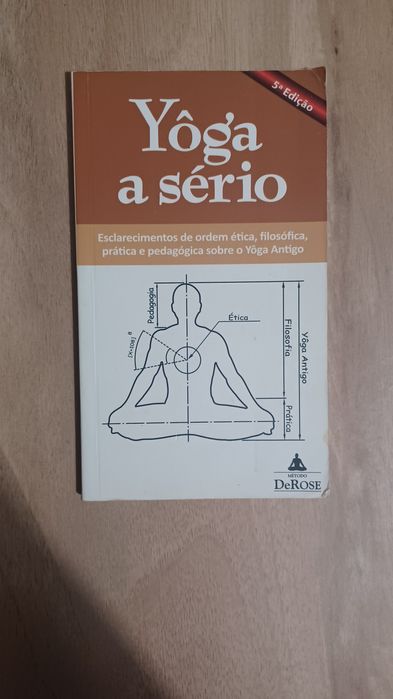 5ª Edição
Yôga
a sério
Esclarecimentos de ordem ética, filosófica,
prática e pedagógica sobre o Yôga Antigo
Pedagogia
Ética
Filosofia
Yôga Antigo
Prática
MÉTODO
DeROSE